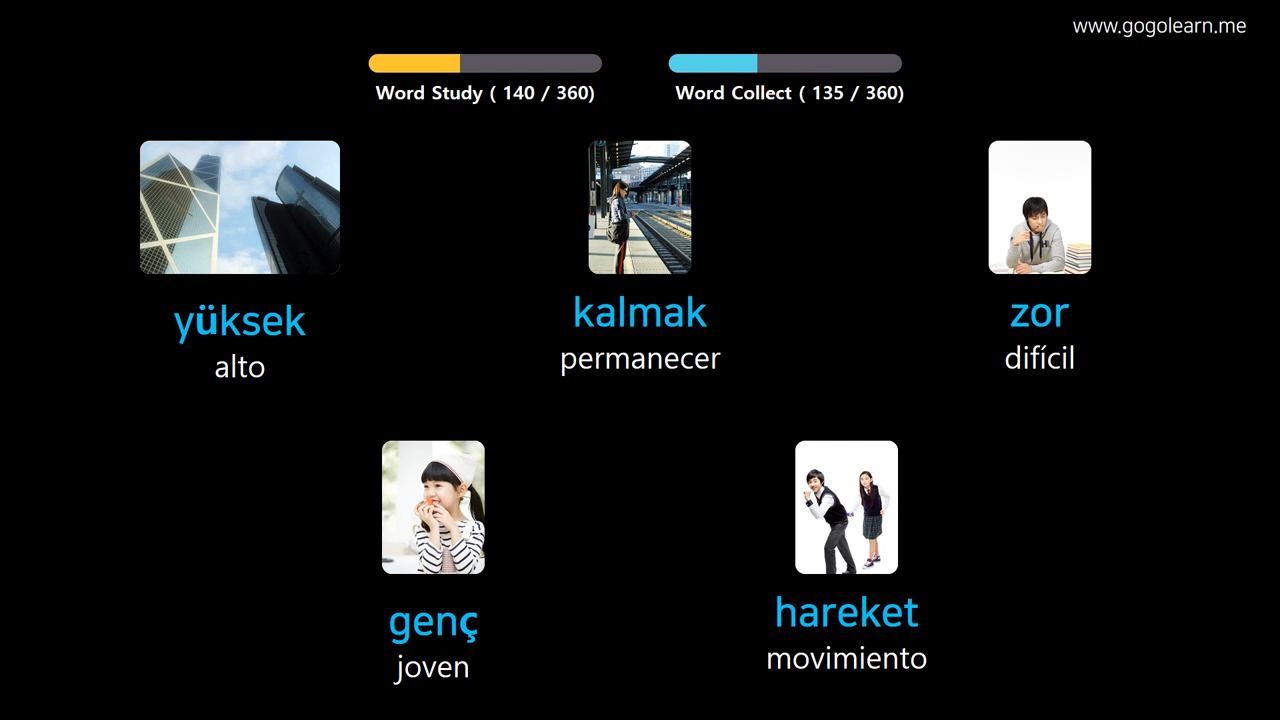 www.gogolearn.me
Word Study ( 140 / 360)
Word Collect ( 135 / 360)
yüksek
alto
kalmak
permanecer
zor
difícil
genç
joven
hareket
movimiento